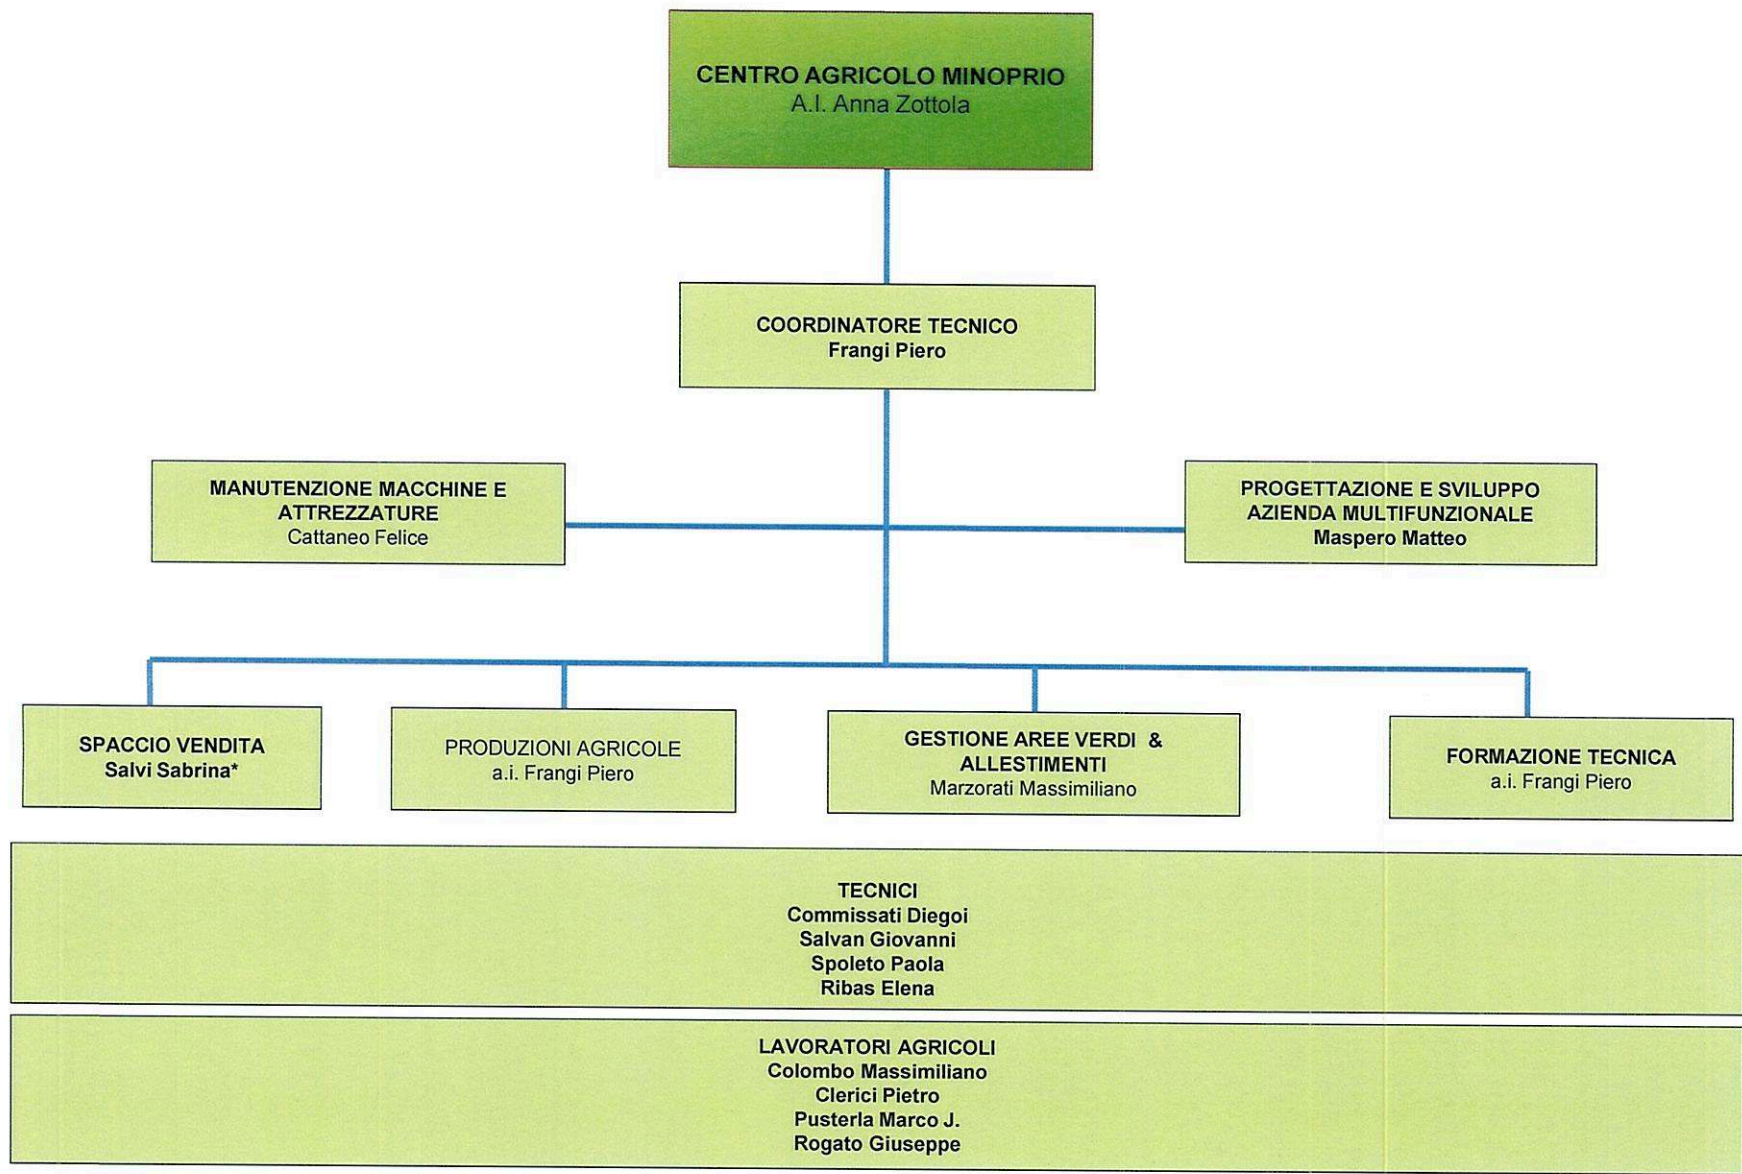 CENTRO AGRICOLO MINOPRIO
A.I. Anna Zottola
COORDINATORE TECNICO
Frangi Piero
MANUTENZIONE MACCHINE E
ATTREZZATURE
Cattaneo Felice
PROGETTAZIONE E SVILUPPO
AZIENDA MULTIFUNZIONALE
Maspero Matteo
SPACCIO VENDITA
Salvi Sabrina*
PRODUZIONI AGRICOLE
a.i. Frangi Piero
GESTIONE AREE VERDI &
ALLESTIMENTI
Marzorati Massimiliano
FORMAZIONE TECNICA
a.i. Frangi Piero
TECNICI
Commissati Diegoi
Salvan Giovanni
Spoleto Paola
Ribas Elena
LAVORATORI AGRICOLI
Colombo Massimiliano
Clerici Pietro
Pusterla Marco J.
Rogato Giuseppe